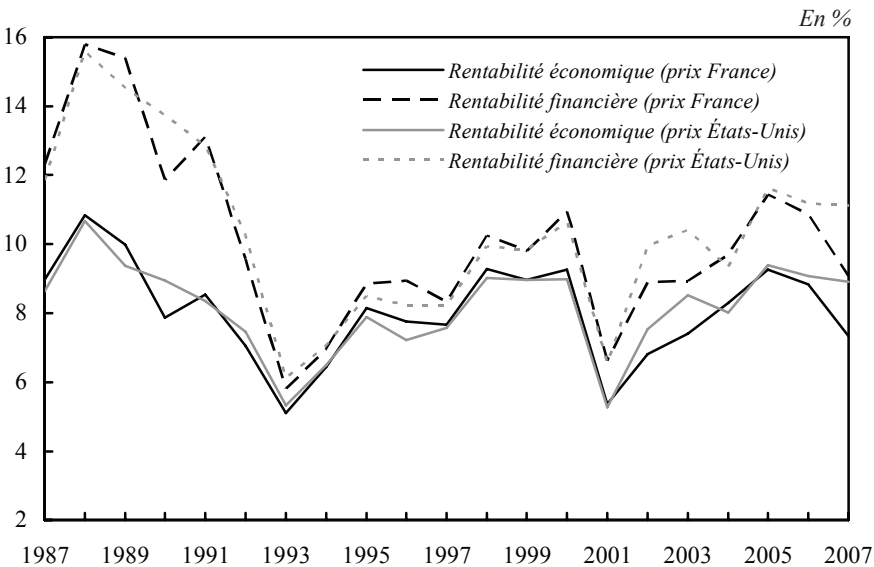 En %
16
Rentabilité économique (prix France)
14
Rentabilité financière (prix France)
Rentabilité économique (prix États-Unis)
Rentabilité financière (prix États-Unis)
12
10
8
6
4
2
1987 1989 1991 1993 1995 1997 1999 2001 2003 2005 2007